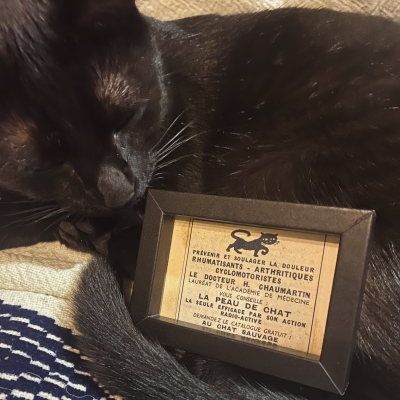 PRÉVENIR ET SOULAGER LA DOULEUR
RHUMATISANTS - ARTHRITIQUES
CYCLOMOTORISTES
LE DOCTEUR H. GHAUMARTIN
LAURÉAT DE L'ACADÉMIE DE MÉDECINE
VOUS CONSEILLE :
LA PEAU DE CHAT
LA SEULE EFFICACE PAR SON ACTION
RADIO-ACTIVE
DEMANDEZ LE CATALOGUE GRATUIT :
AU CHAT SAUVAGE